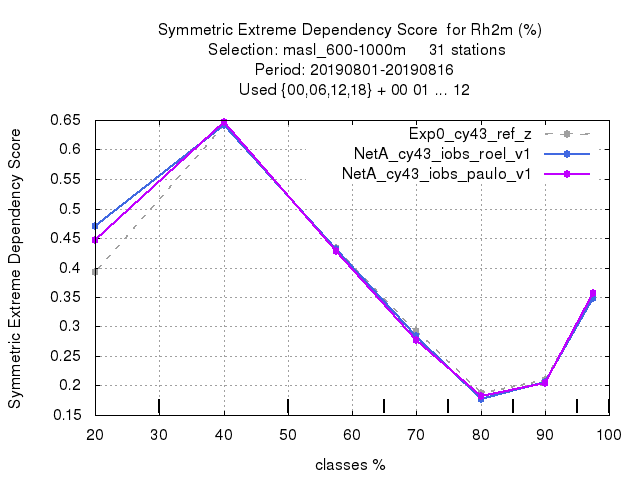 Symmetric Extreme Dependency Score for Rh2m (%)
Selection: masl_600-1000m 31 stations
Period: 20190801-20190816
Used {00,06,12,18} + 00 01 ... 12
Exp0_cy43_ref_z
NetA_cy43_iobs_roel_v1
NetA_cy43_iobs_paulo_v1
Symmetric Extreme Dependency Score
0.65
0.6
0.55
0.5
0.45
0.4
0.35
0.3
0.25
0.2
0.15
20 30 40 50 60 70 80 90 100
classes %